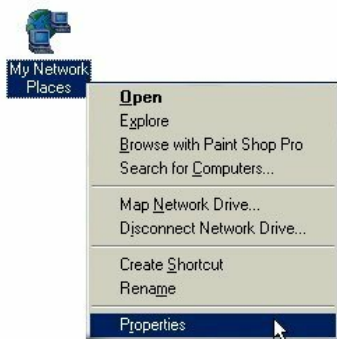 My Network
Places
Open
Explore
Browse with Paint Shop Pro
Search for Computers...
Map Network Drive...
Disconnect Network Drive...
Create Shortcut
Rename
Properties